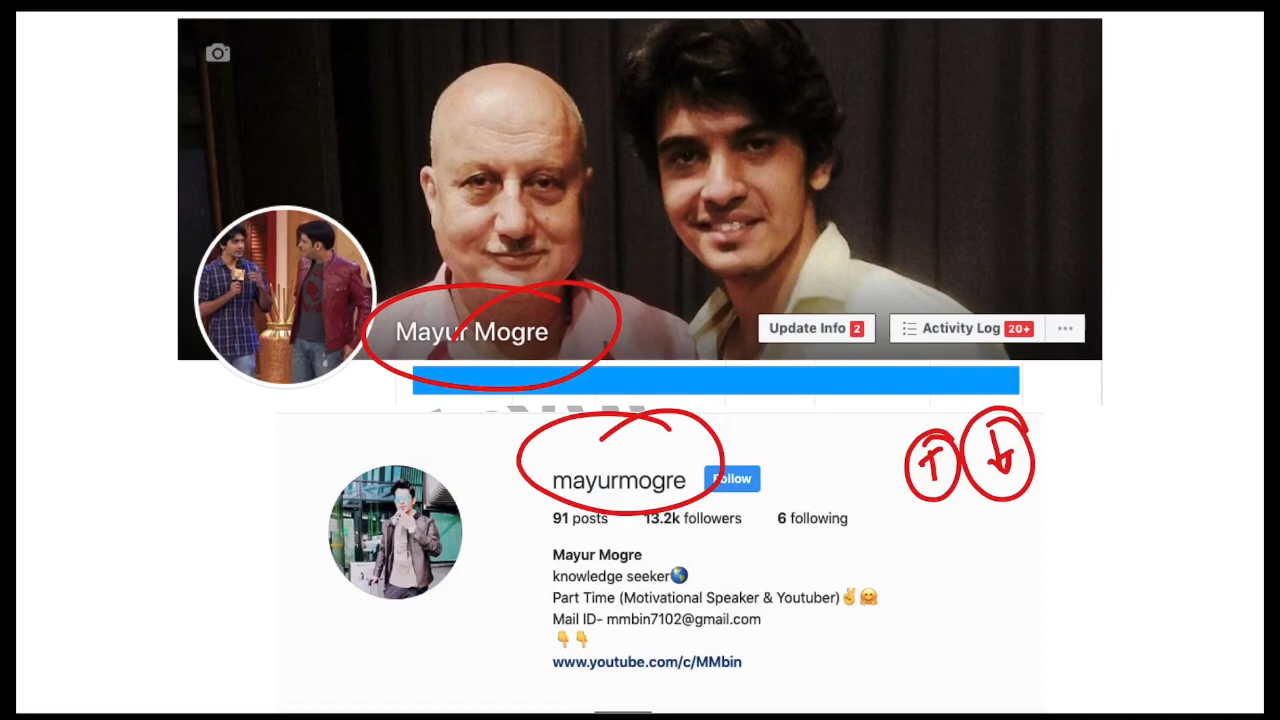 Mayur Mogre
Update Info 2
Activity Log 20+
mayurmogre Follow
91 posts 13.2k followers 6 following
Mayur Mogre
knowledge seeker🌎
Part Time (Motivational Speaker & Youtuber)✌🤗
Mail ID- mmbin7102@gmail.com
👇👇
www.youtube.com/c/MMbin